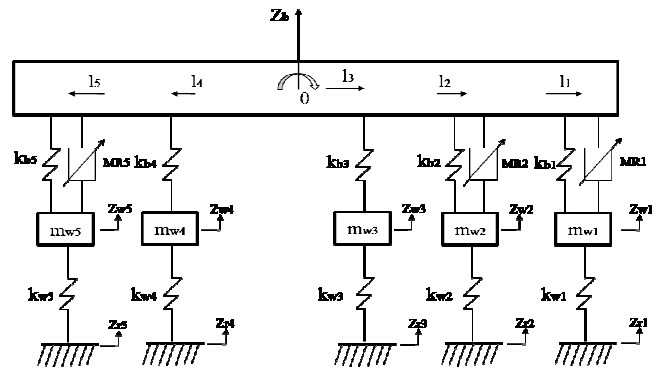 Zb
l5 l4 l3 l2 l1
0
kb5 MR5 kb4 kb3 kb2 MR2 kb1 MR1
Zw5 Zw4 Zw3 Zw2 Zw1
mw5 mw4 mw3 mw2 mw1
kw5 kw4 kw3 kw2 kw1
Zr5 Zr4 Zr3 Zr2 Zr1